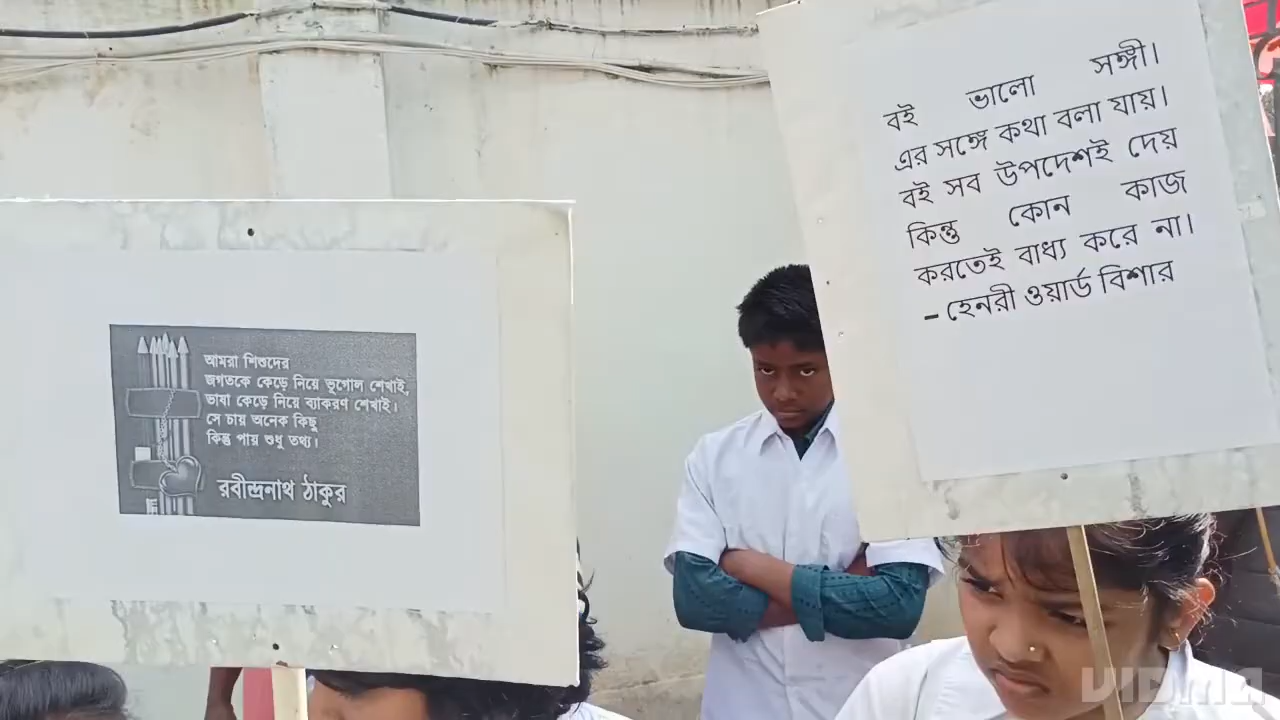 আমরা শিশুদের
জগতকে কেড়ে নিয়ে ভূগোল শেখাই,
ভাষা কেড়ে নিয়ে ব্যাকরণ শেখাই।
সে চায় অনেক কিছু
কিন্তু পায় শুধু তথ্য।
রবীন্দ্রনাথ ঠাকুর
বই ভালো সঙ্গী।
এর সঙ্গে কথা বলা যায়।
বই সব উপদেশই দেয়
কিন্তু কোন কাজ
করতেই বাধ্য করে না।
– হেনরী ওয়ার্ড বিশার
VIDMA